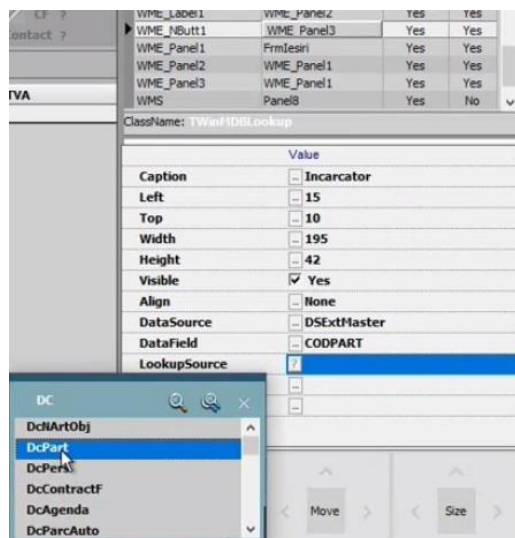 CF ?
Contact ?
TVA
WME_Label1 WME_Panel2 Yes Yes
WME_NButt1 WME_Panel3 Yes Yes
WME_Panel1 FrmIesiri Yes Yes
WME_Panel2 WME_Panel1 Yes Yes
WME_Panel3 WME_Panel1 Yes Yes
WMS Panel8 Yes No
ClassName: TWinMDBLookup
Value
Caption ... Incarcator
Left ... 15
Top ... 10
Width ... 195
Height ... 42
Visible Yes
Align ... None
DataSource ... DSExtMaster
DataField ... CODPART
LookupSource ?
...
...
DC
DcNArtObj
DcPart
DcPers
DcContractF
DcAgenda
DcParcAuto
Move
Size